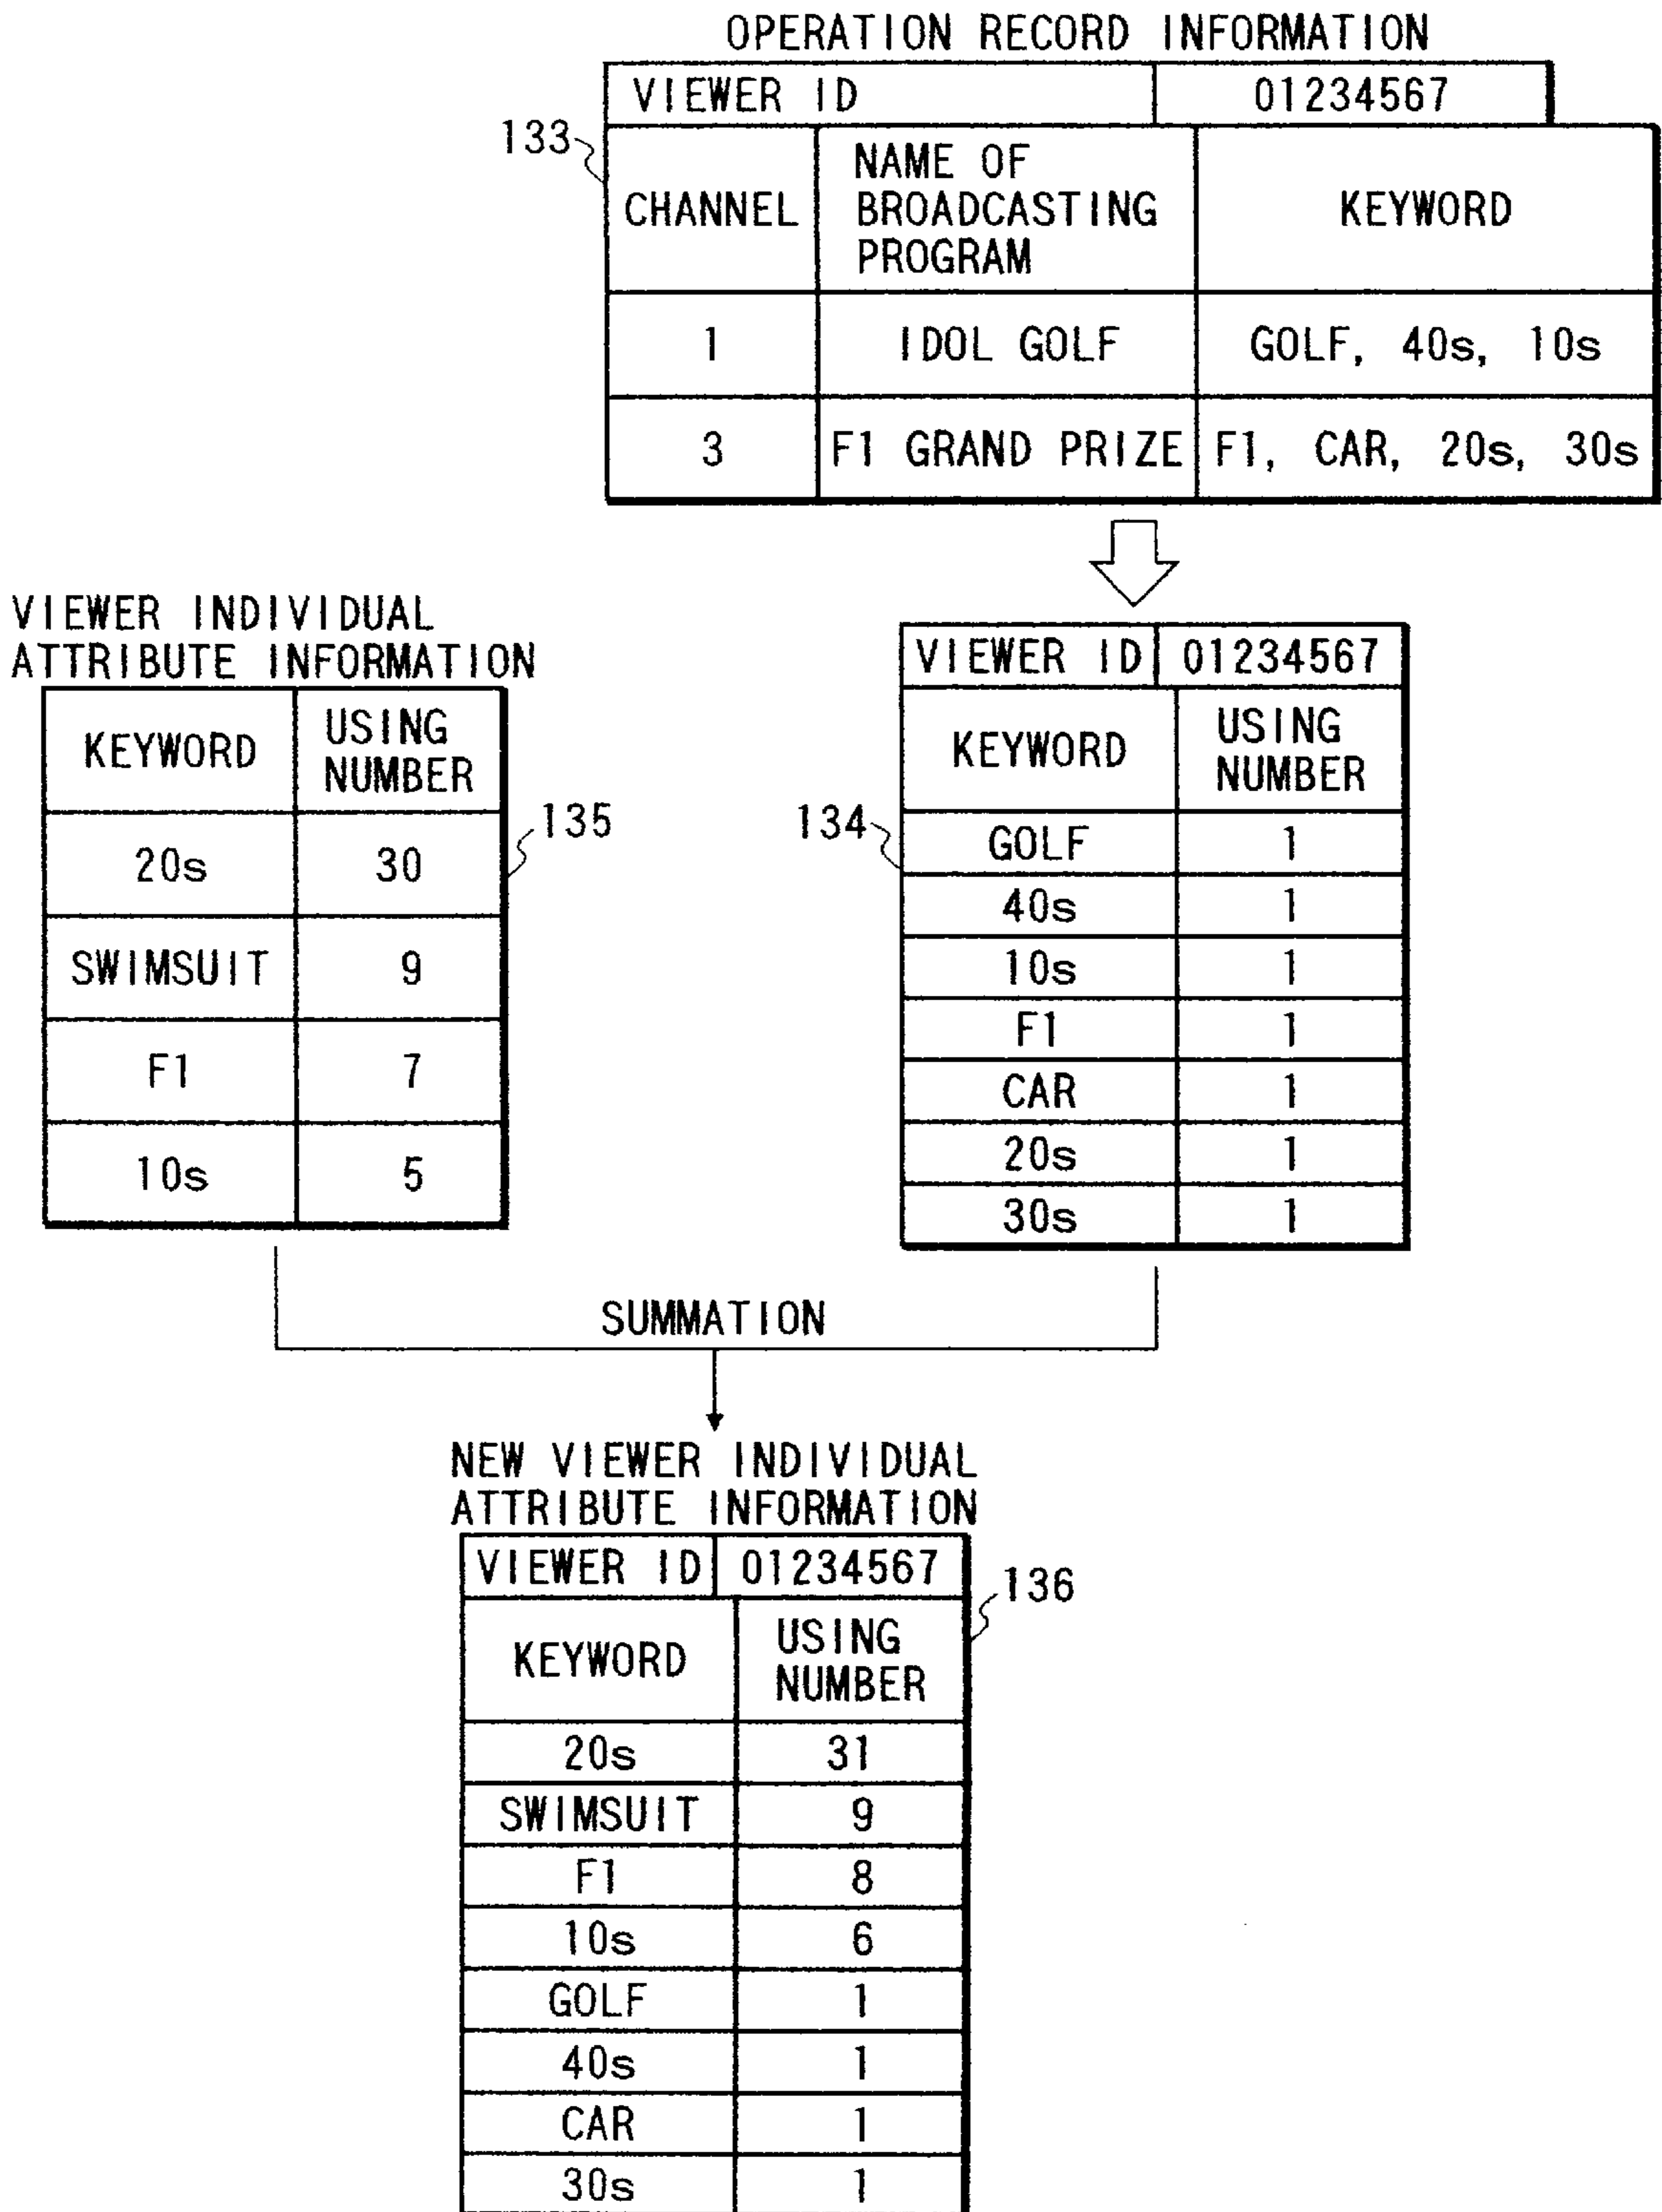 OPERATION RECORD INFORMATION
VIEWER ID 01234567
133
CHANNEL NAME OF BROADCASTING PROGRAM KEYWORD
1 IDOL GOLF GOLF, 40s, 10s
3 F1 GRAND PRIZE F1, CAR, 20s, 30s
VIEWER INDIVIDUAL
ATTRIBUTE INFORMATION
KEYWORD USING NUMBER
135
20s 30
SWIMSUIT 9
F1 7
10s 5
VIEWER ID 01234567
KEYWORD USING NUMBER
134
GOLF 1
40s 1
10s 1
F1 1
CAR 1
20s 1
30s 1
SUMMATION
NEW VIEWER INDIVIDUAL
ATTRIBUTE INFORMATION
VIEWER ID 01234567
136
KEYWORD USING NUMBER
20s 31
SWIMSUIT 9
F1 8
10s 6
GOLF 1
40s 1
CAR 1
30s 1